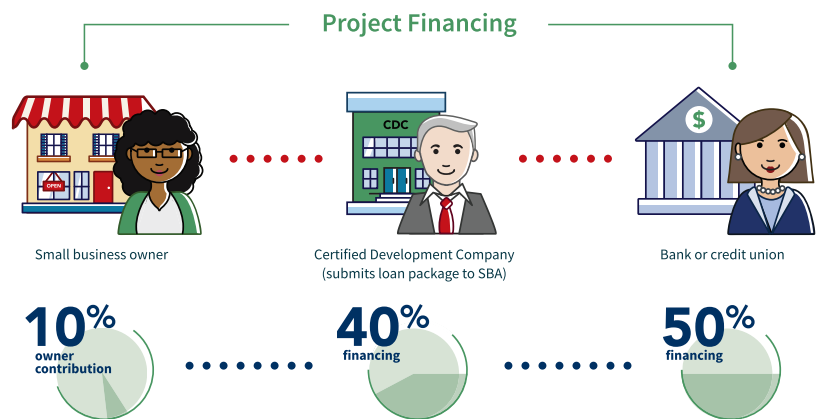 Project Financing
OPEN
CDC
$
Small business owner
Certified Development Company
(submits loan package to SBA)
Bank or credit union
10%
owner
contribution
40%
financing
50%
financing